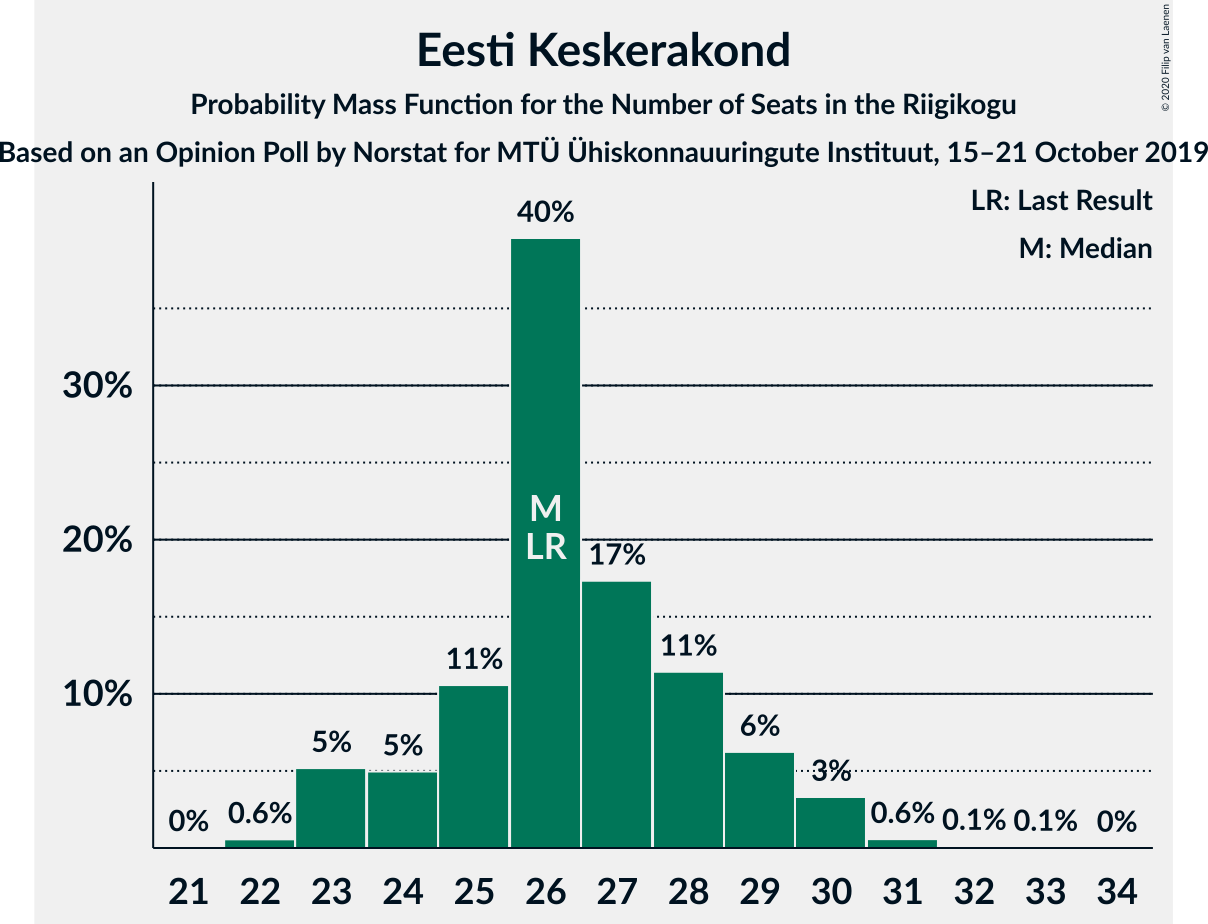 Eesti Keskerakond
Probability Mass Function for the Number of Seats in the Riigikogu
Based on an Opinion Poll by Norstat for MTÜ Ühiskonnauuringute Instituut, 15–21 October 2019
© 2020 Filip van Laenen
LR: Last Result
M: Median
40%
30%
20%
10%
M
LR
0%
0.6%
5%
5%
11%
17%
11%
6%
3%
0.6%
0.1%
0.1%
0%
21 22 23 24 25 26 27 28 29 30 31 32 33 34